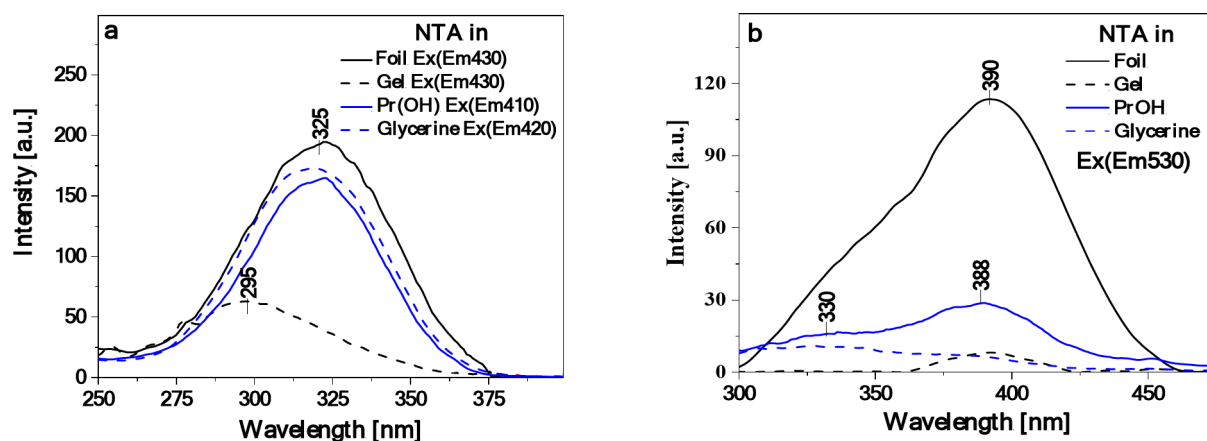 a
NTA in
Foil Ex(Em430)
Gel Ex(Em430)
Pr(OH) Ex(Em410)
Glycerine Ex(Em420)
325
295
Intensity [a.u.]
250
200
150
100
50
0
250 275 300 325 350 375
Wavelength [nm]
b
NTA in
Foil
Gel
PrOH
Glycerine
Ex(Em530)
390
388
330
Intensity [a.u.]
120
90
60
30
0
300 350 400 450
Wavelength [nm]